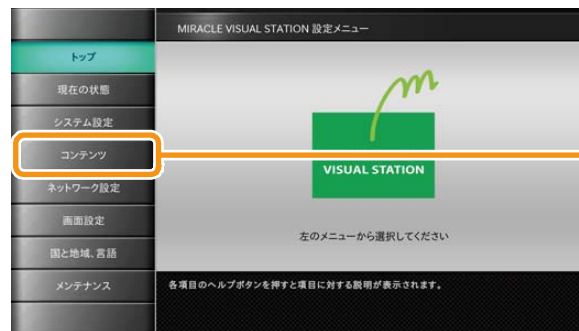 MIRACLE VISUAL STATION 設定メニュー
トップ
現在の状態
システム設定
コンテンツ
ネットワーク設定
画面設定
国と地域、言語
メンテナンス
m
VISUAL STATION
左のメニューから選択してください
各項目のヘルプボタンを押すと項目に対する説明が表示されます。